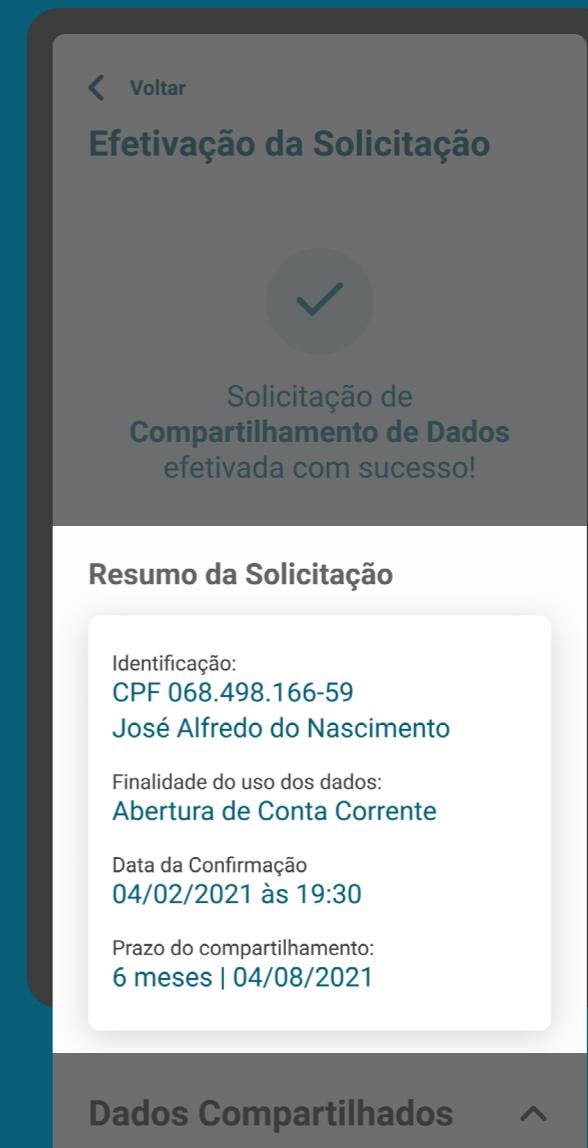 Voltar
Efetivação da Solicitação
Solicitação de
Compartilhamento de Dados
efetivada com sucesso!
Resumo da Solicitação
Identificação:
CPF 068.498.166-59
José Alfredo do Nascimento
Finalidade do uso dos dados:
Abertura de Conta Corrente
Data da Confirmação
04/02/2021 às 19:30
Prazo do compartilhamento:
6 meses | 04/08/2021
Dados Compartilhados